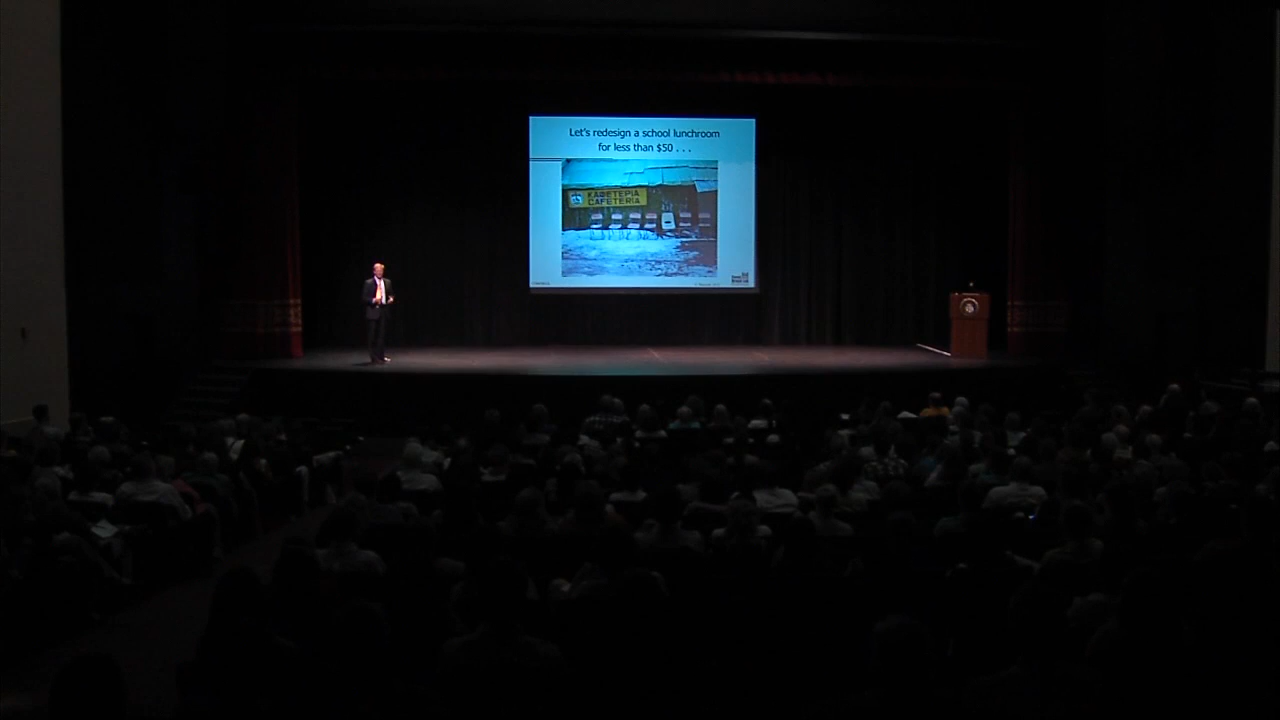 Let's redesign a school lunchroom
for less than $50 . . .
ΚΑΦΕΤΕΡΙΑ
CAFETERIA